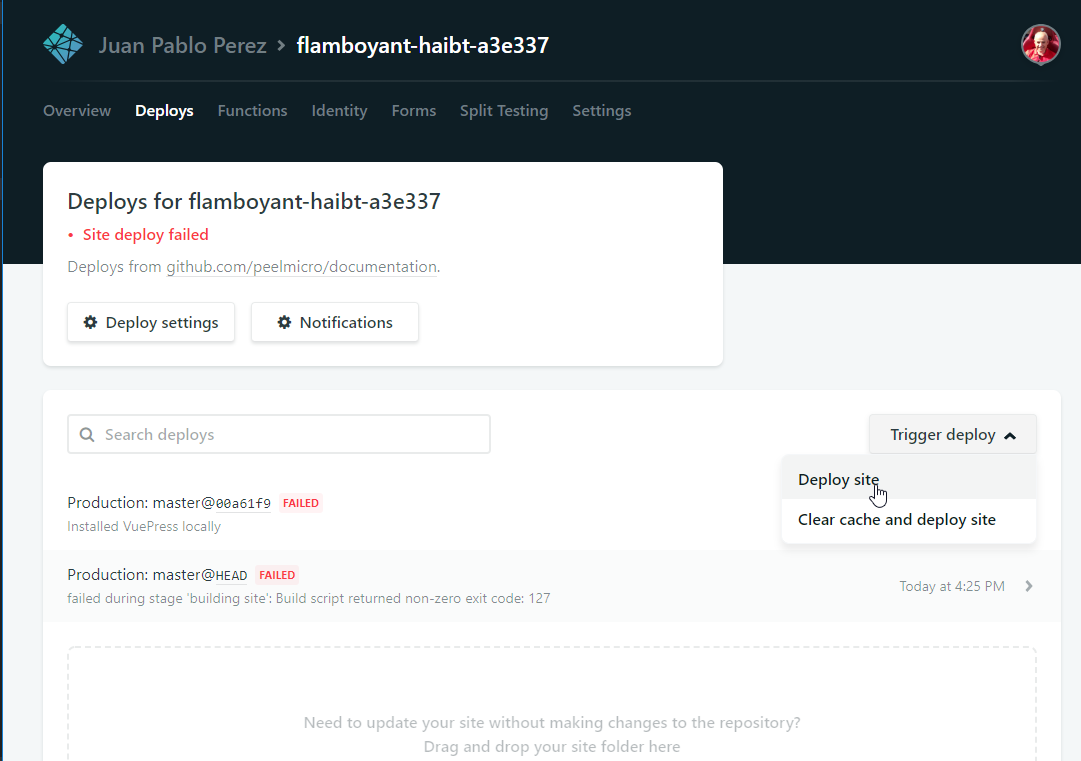 Juan Pablo Perez > flamboyant-haibt-a3e337
Overview Deploys Functions Identity Forms Split Testing Settings
Deploys for flamboyant-haibt-a3e337
• Site deploy failed
Deploys from github.com/peelmicro/documentation.
Deploy settings Notifications
Search deploys Trigger deploy
Deploy site
Clear cache and deploy site
Production: master@00a61f9 FAILED
Installed VuePress locally
Production: master@HEAD FAILED
failed during stage 'building site': Build script returned non-zero exit code: 127
Today at 4:25 PM
Need to update your site without making changes to the repository?
Drag and drop your site folder here